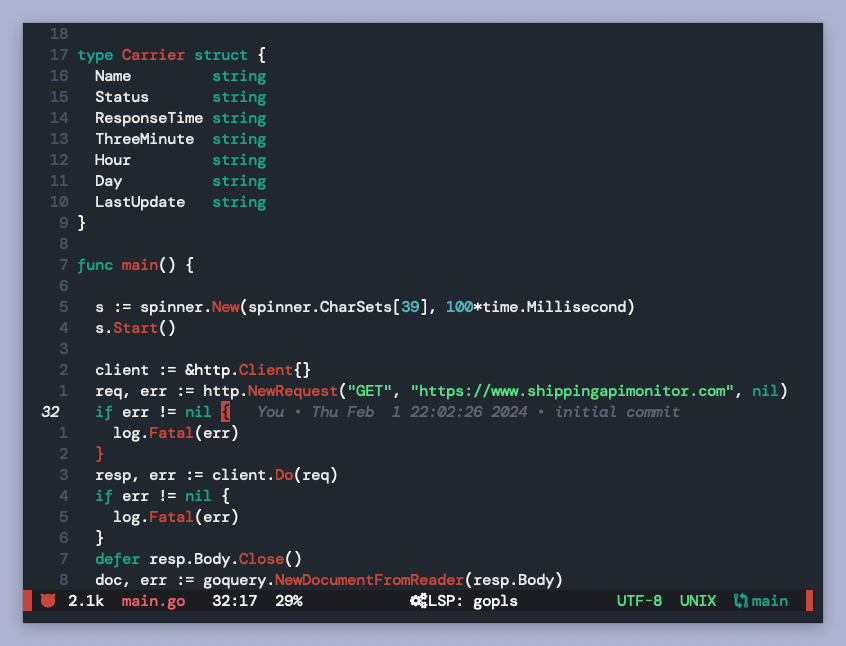 18
17 type Carrier struct {
16   Name         string
15   Status       string
14   ResponseTime string
13   ThreeMinute  string
12   Hour         string
11   Day          string
10   LastUpdate   string
9 }
8
7 func main() {
6
5   s := spinner.New(spinner.CharSets[39], 100*time.Millisecond)
4   s.Start()
3
2   client := &http.Client{}
1   req, err := http.NewRequest("GET", "https://www.shippingapimonitor.com", nil)
32   if err != nil {   You • Thu Feb  1 22:02:26 2024 • initial commit
1     log.Fatal(err)
2   }
3   resp, err := client.Do(req)
4   if err != nil {
5     log.Fatal(err)
6   }
7   defer resp.Body.Close()
8   doc, err := goquery.NewDocumentFromReader(resp.Body)
2.1k  main.go   32:17  29%   LSP: gopls   UTF-8  UNIX  main